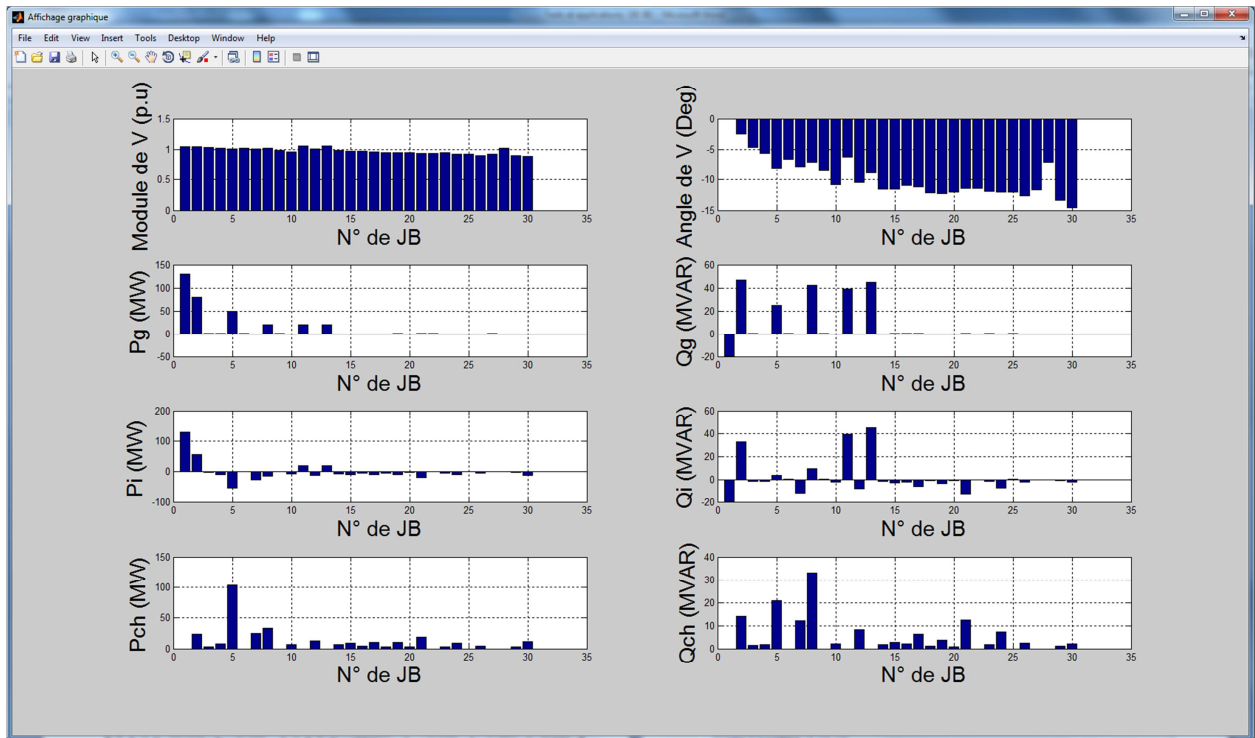 Affichage graphique
File Edit View Insert Tools Desktop Window Help
Module de V (p.u)
1.5
1
0.5
0
0 5 10 15 20 25 30 35
N° de JB
Angle de V (Deg)
0
-5
-10
-15
0 5 10 15 20 25 30 35
N° de JB
Pg (MW)
150
100
50
0
-50
0 5 10 15 20 25 30 35
N° de JB
Qg (MVAR)
60
40
20
0
-20
0 5 10 15 20 25 30 35
N° de JB
Pi (MW)
200
100
0
-100
0 5 10 15 20 25 30 35
N° de JB
Qi (MVAR)
60
40
20
0
-20
0 5 10 15 20 25 30 35
N° de JB
Pch (MW)
150
100
50
0
0 5 10 15 20 25 30 35
N° de JB
Qch (MVAR)
40
30
20
10
0
0 5 10 15 20 25 30 35
N° de JB